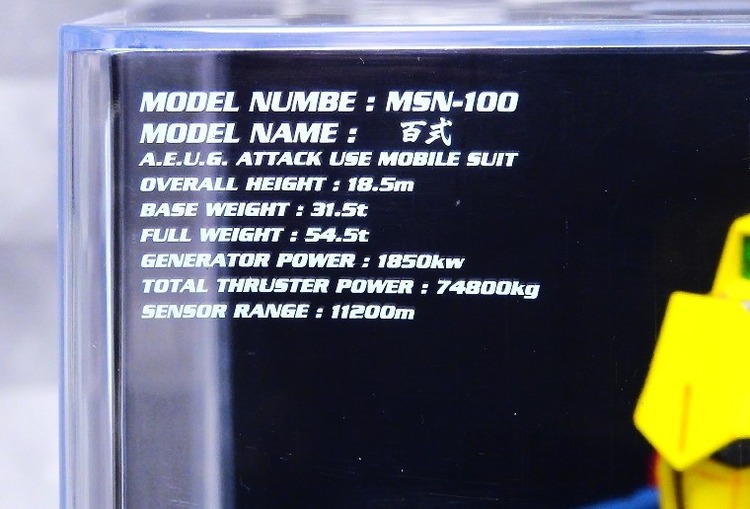 MODEL NUMBE : MSN-100
MODEL NAME : 百式
A.E.U.G. ATTACK USE MOBILE SUIT
OVERALL HEIGHT : 18.5m
BASE WEIGHT : 31.5t
FULL WEIGHT : 54.5t
GENERATOR POWER : 1850kw
TOTAL THRUSTER POWER : 74800kg
SENSOR RANGE : 11200m